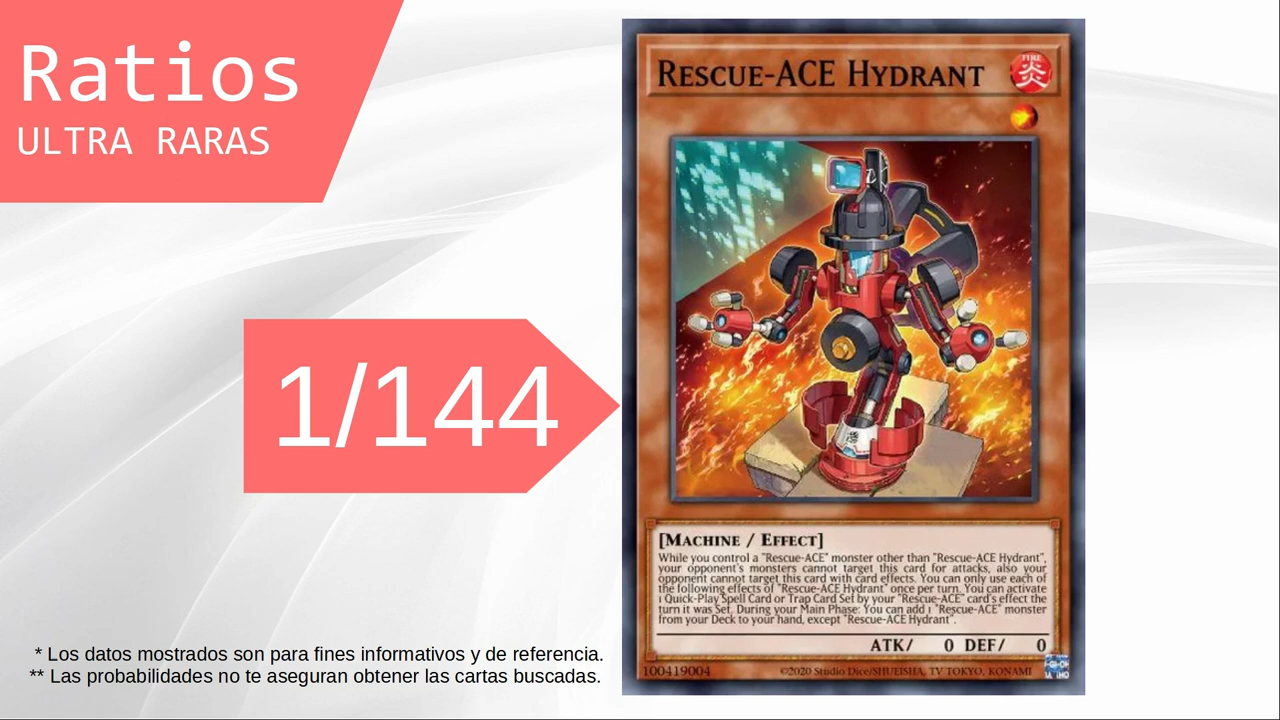 Ratios
ULTRA RARAS
1/144
RESCUE-ACE HYDRANT
FIRE
炎
[MACHINE / EFFECT]
While you control a "Rescue-ACE" monster other than "Rescue-ACE Hydrant",
your opponent's monsters cannot target this card for attacks, also your
opponent cannot target this card with card effects. You can only use each of
the following effects of "Rescue-ACE Hydrant" once per turn. You can activate
1 Quick-Play Spell Card or Trap Card Set by your "Rescue-ACE" card's effect the
turn it was Set. During your Main Phase: You can add 1 "Rescue-ACE" monster
from your Deck to your hand, except "Rescue-ACE Hydrant".
ATK/ 0 DEF/ 0
100419004 ©2020 Studio Dice/SHUEISHA, TV TOKYO, KONAMI
* Los datos mostrados son para fines informativos y de referencia.
** Las probabilidades no te aseguran obtener las cartas buscadas.